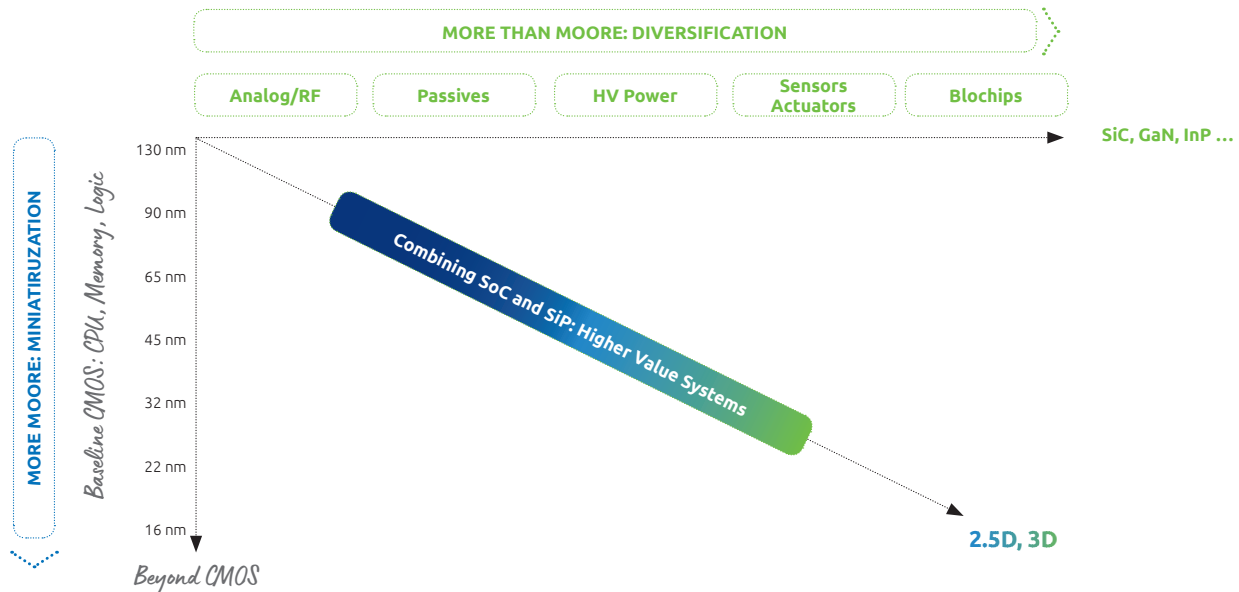 MORE THAN MOORE: DIVERSIFICATION
Analog/RF
Passives
HV Power
Sensors
Actuators
Blochips
SiC, GaN, InP ...
MORE MOORE: MINIATIRUZATION
Baseline CMOS: CPU, Memory, Logic
130 nm
90 nm
65 nm
45 nm
32 nm
22 nm
16 nm
Combining SoC and SiP: Higher Value Systems
2.5D, 3D
Beyond CMOS